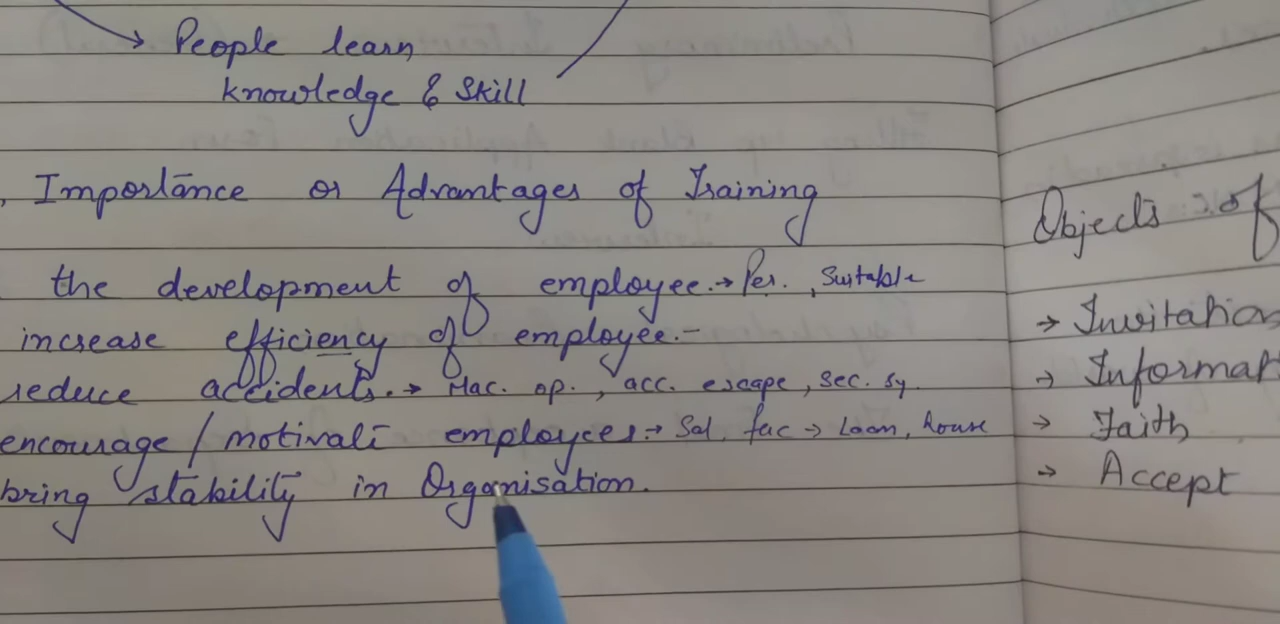 People learn
knowledge & Skill
Importance or Advantages of Training
the development of employee. → Per. , Suitable
increase efficiency of employee. -
reduce accidents. → Mac. op. , acc. escape , sec. sy.
encourage / motivate employees → Sal. fac → Loan, house
bring stability in Organisation.
Objects of
→ Invitation
→ Informat
→ Faith
→ Accept